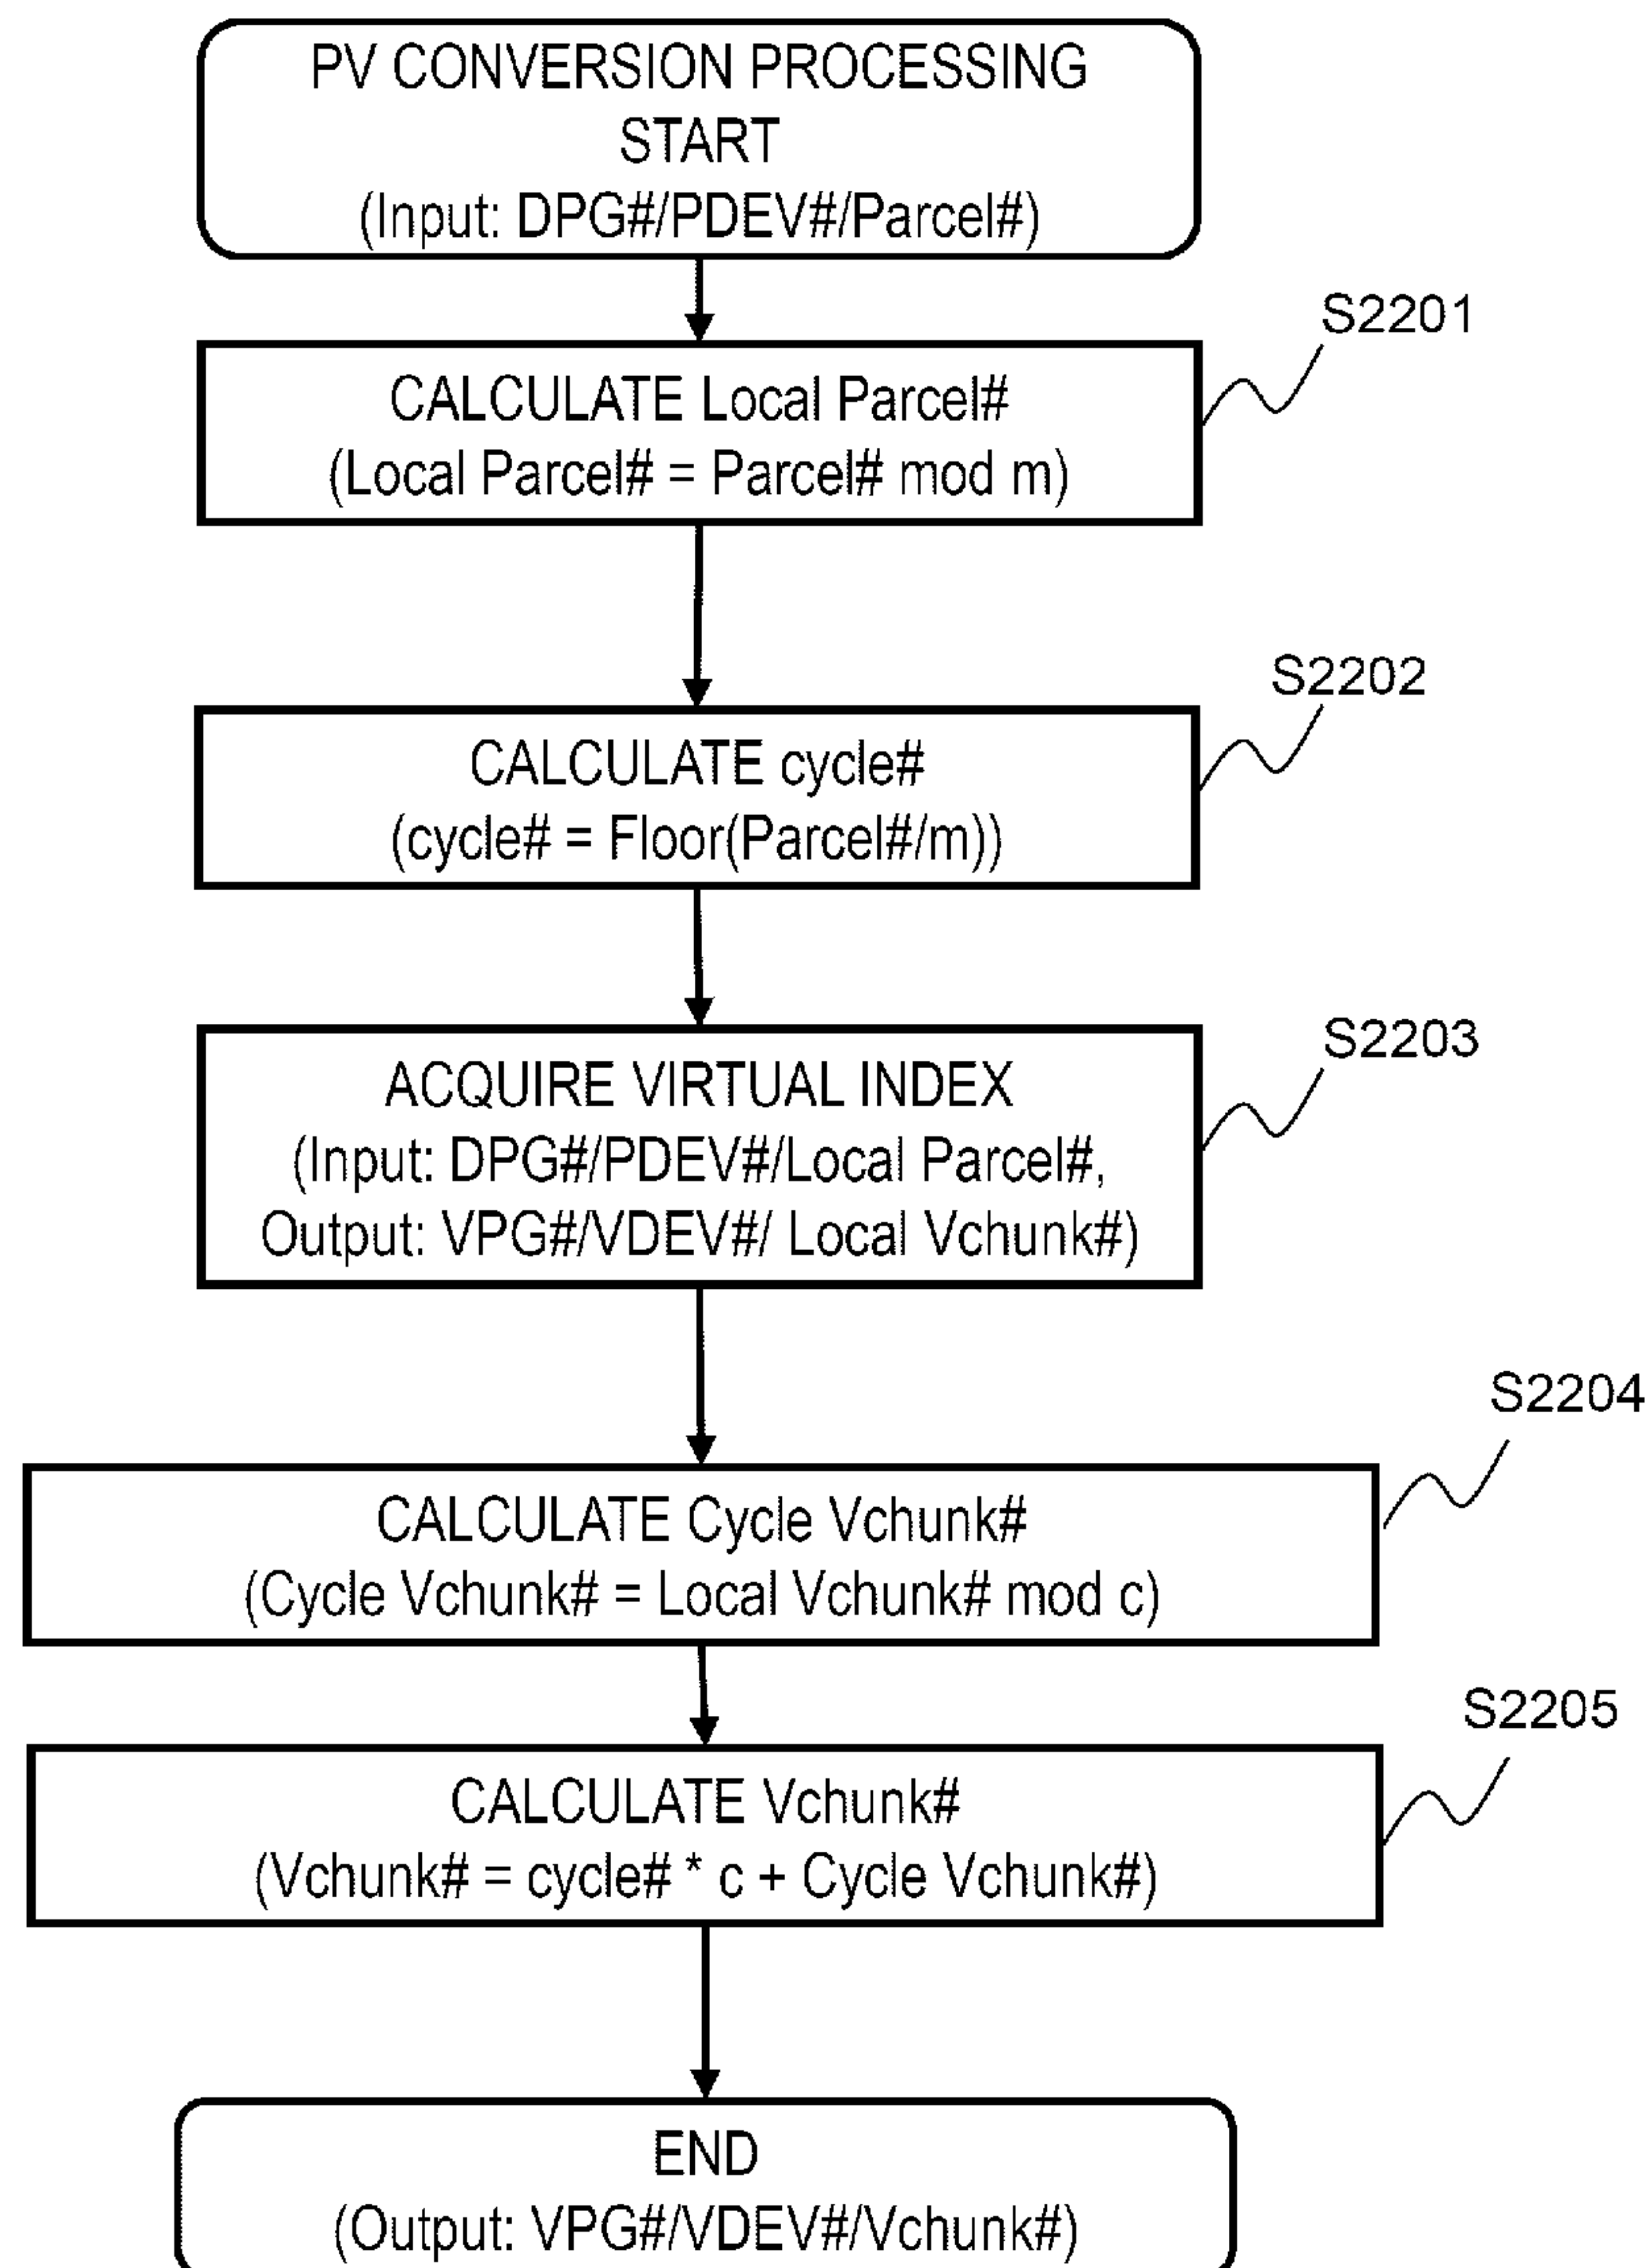 PV CONVERSION PROCESSING
START
(Input: DPG#/PDEV#/Parcel#)
S2201
CALCULATE Local Parcel#
(Local Parcel# = Parcel# mod m)
S2202
CALCULATE cycle#
(cycle# = Floor(Parcel#/m))
S2203
ACQUIRE VIRTUAL INDEX
(Input: DPG#/PDEV#/Local Parcel#,
Output: VPG#/VDEV#/ Local Vchunk#)
S2204
CALCULATE Cycle Vchunk#
(Cycle Vchunk# = Local Vchunk# mod c)
S2205
CALCULATE Vchunk#
(Vchunk# = cycle# * c + Cycle Vchunk#)
END
(Output: VPG#/VDEV#/Vchunk#)